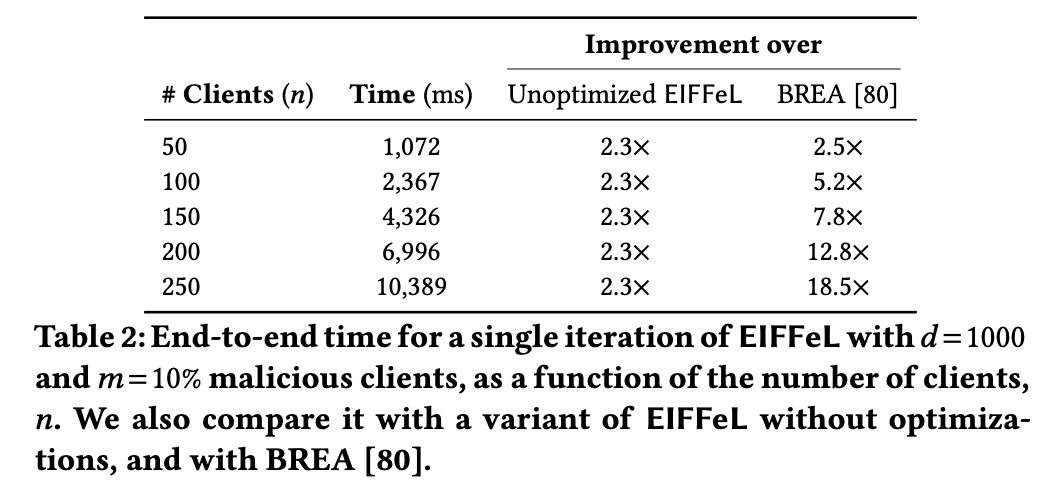 Improvement over
# Clients (n) Time (ms) Unoptimized EIFFeL BREA [80]
50 1,072 2.3× 2.5×
100 2,367 2.3× 5.2×
150 4,326 2.3× 7.8×
200 6,996 2.3× 12.8×
250 10,389 2.3× 18.5×
Table 2: End-to-end time for a single iteration of EIFFeL with d=1000
and m=10% malicious clients, as a function of the number of clients,
n. We also compare it with a variant of EIFFeL without optimiza-
tions, and with BREA [80].